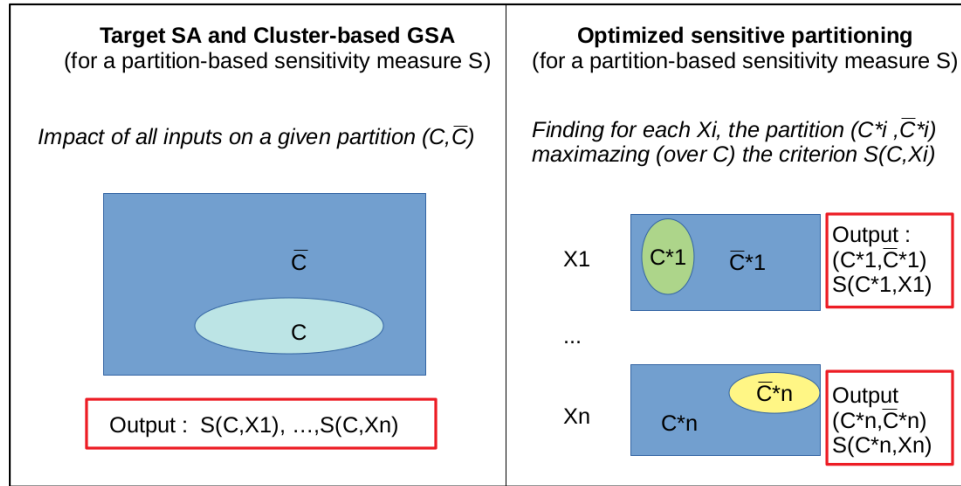 Target SA and Cluster-based GSA
(for a partition-based sensitivity measure S)
Impact of all inputs on a given partition (C,C̅)
C̅
C
Output : S(C,X1), ...,S(C,Xn)
Optimized sensitive partitioning
(for a partition-based sensitivity measure S)
Finding for each Xi, the partition (C*i ,C̅*i)
maximazing (over C) the criterion S(C,Xi)
X1
C*1
C̅*1
Output :
(C*1,C̅*1)
S(C*1,X1)
...
Xn
C*n
C̅*n
Output
(C*n,C̅*n)
S(C*n,Xn)